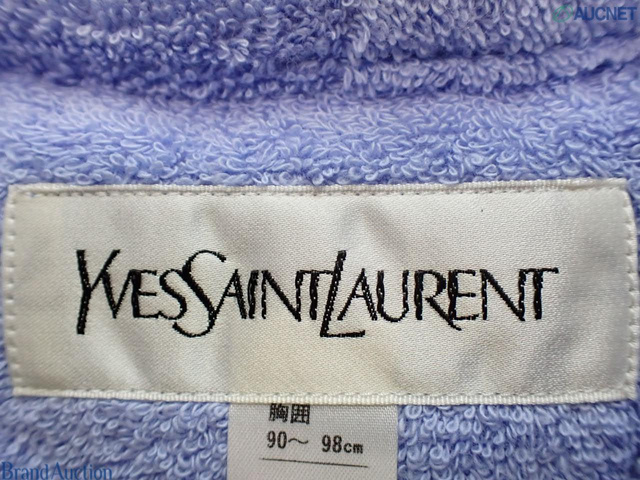 AUCNET
YVESSAINTLAURENT
胸囲
90～ 98cm
Brand Auction